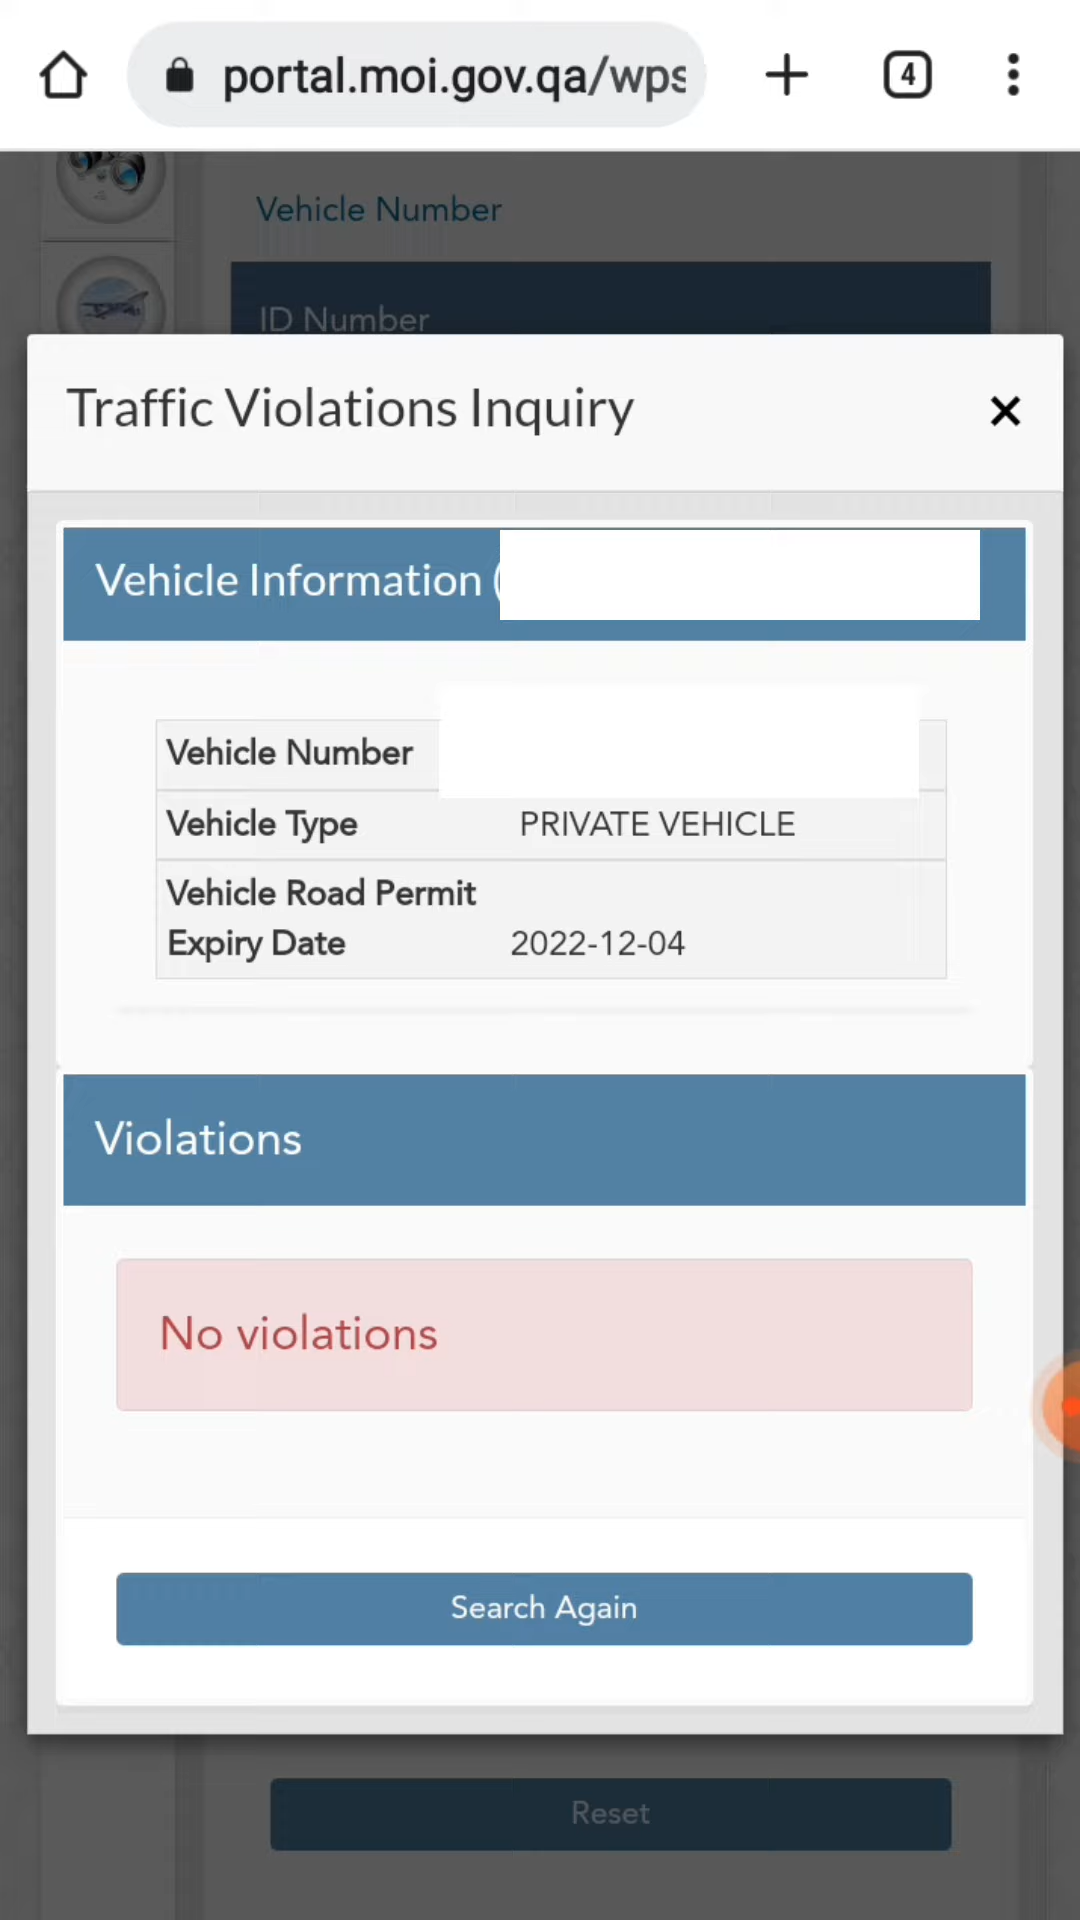 portal.moi.gov.qa/wps
4
Vehicle Number
ID Number
Traffic Violations Inquiry
×
Vehicle Information (
Vehicle Number
Vehicle Type PRIVATE VEHICLE
Vehicle Road Permit
Expiry Date 2022-12-04
Violations
No violations
Search Again
Reset